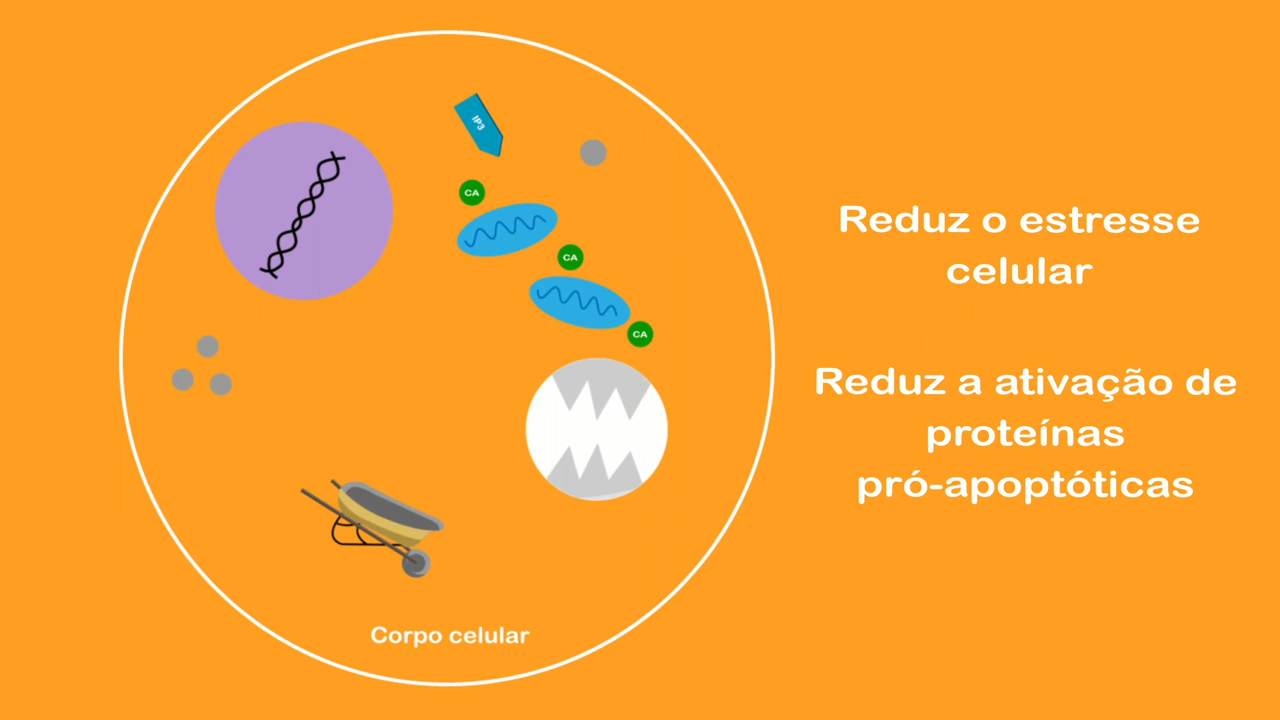 IP3
CA
CA
CA
Corpo celular
Reduz o estresse
celular
Reduz a ativação de
proteínas
pró-apoptóticas